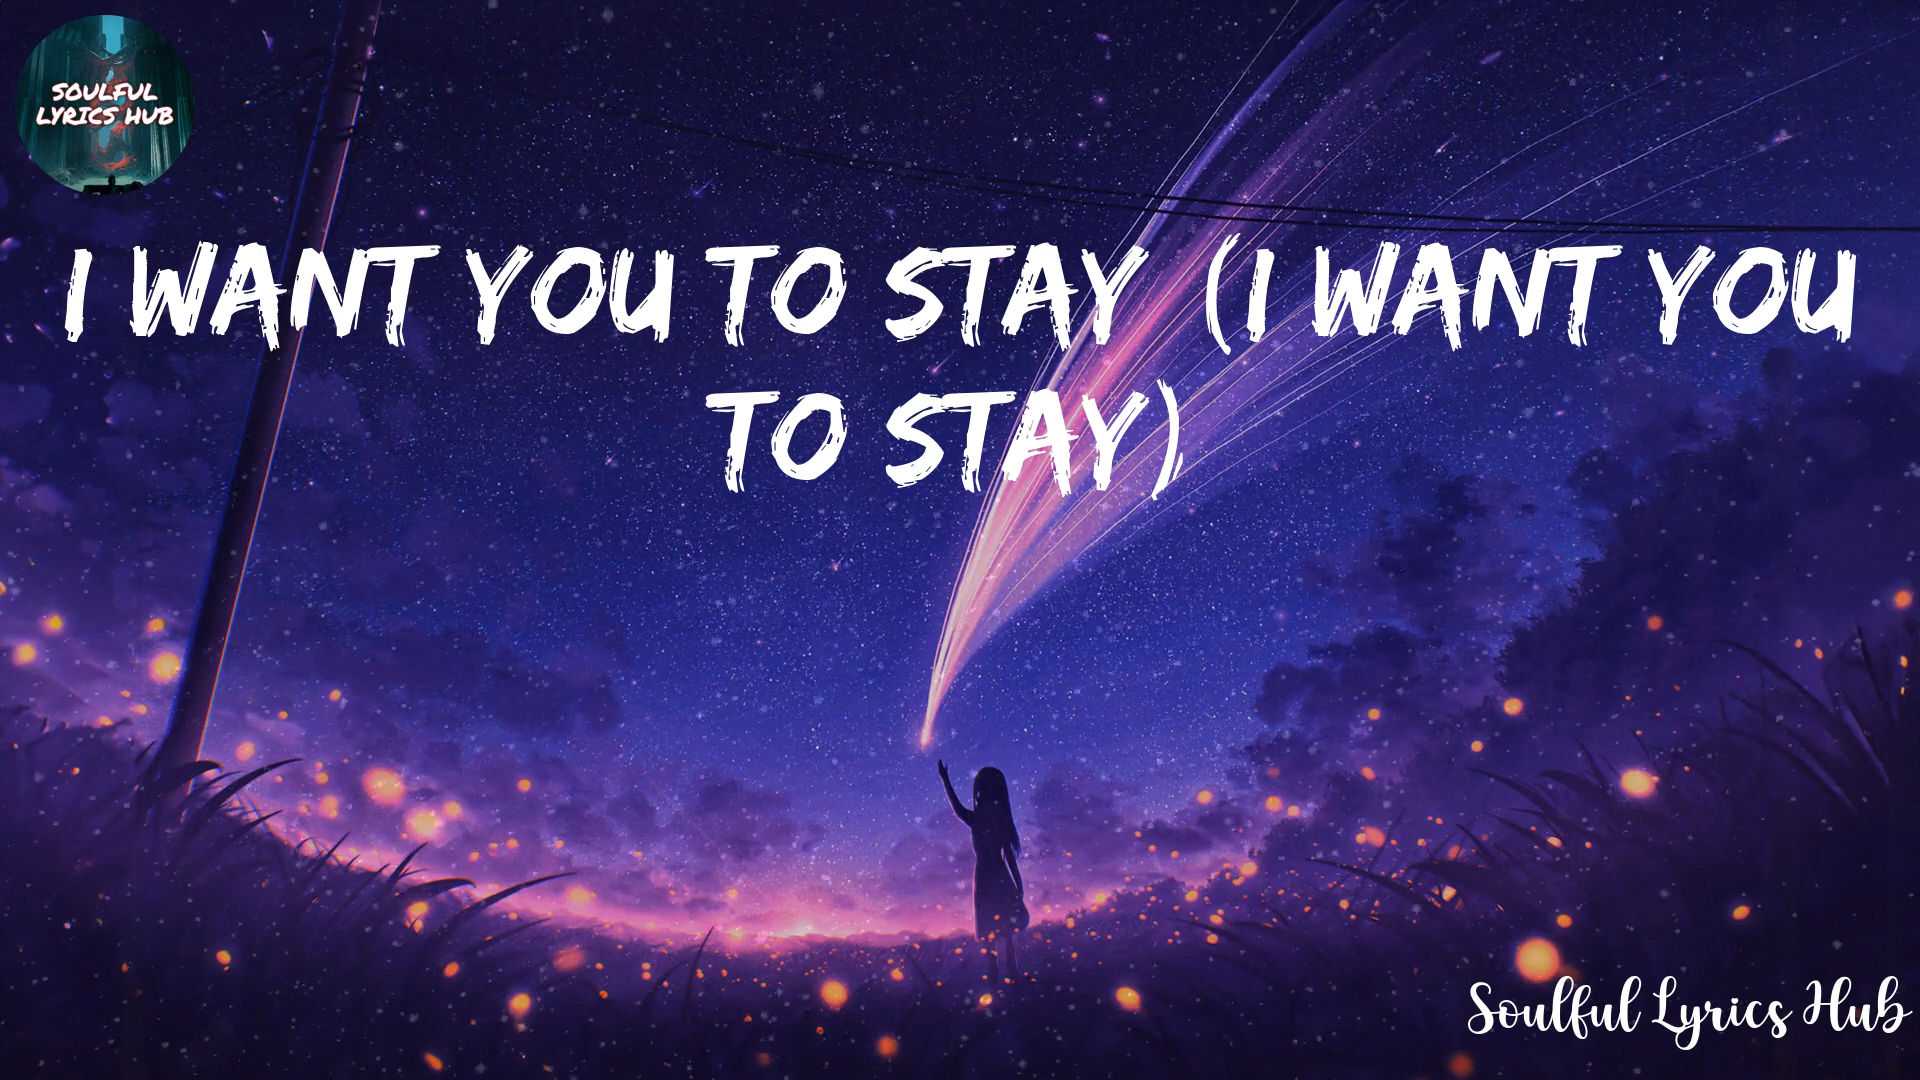 SOULFUL
LYRICS HUB
I WANT YOU TO STAY (I WANT YOU
TO STAY)
Soulful Lyrics Hub